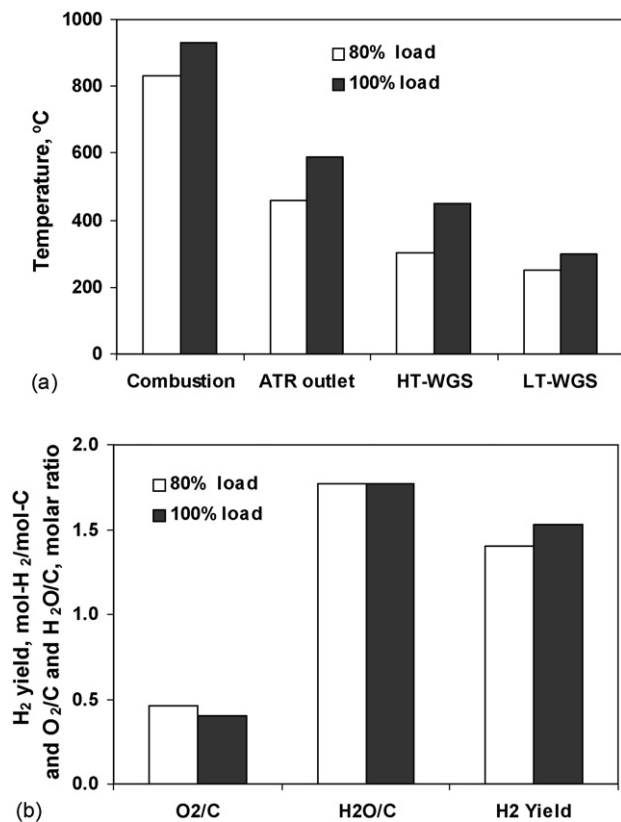 1000
800
600
400
200
0
Temperature, ºC
80% load
100% load
Combustion ATR outlet HT-WGS LT-WGS
(a)
2.0
1.5
1.0
0.5
0.0
H2 yield, mol-H2/mol-C
and O2/C and H2O/C, molar ratio
80% load
100% load
O2/C H2O/C H2 Yield
(b)